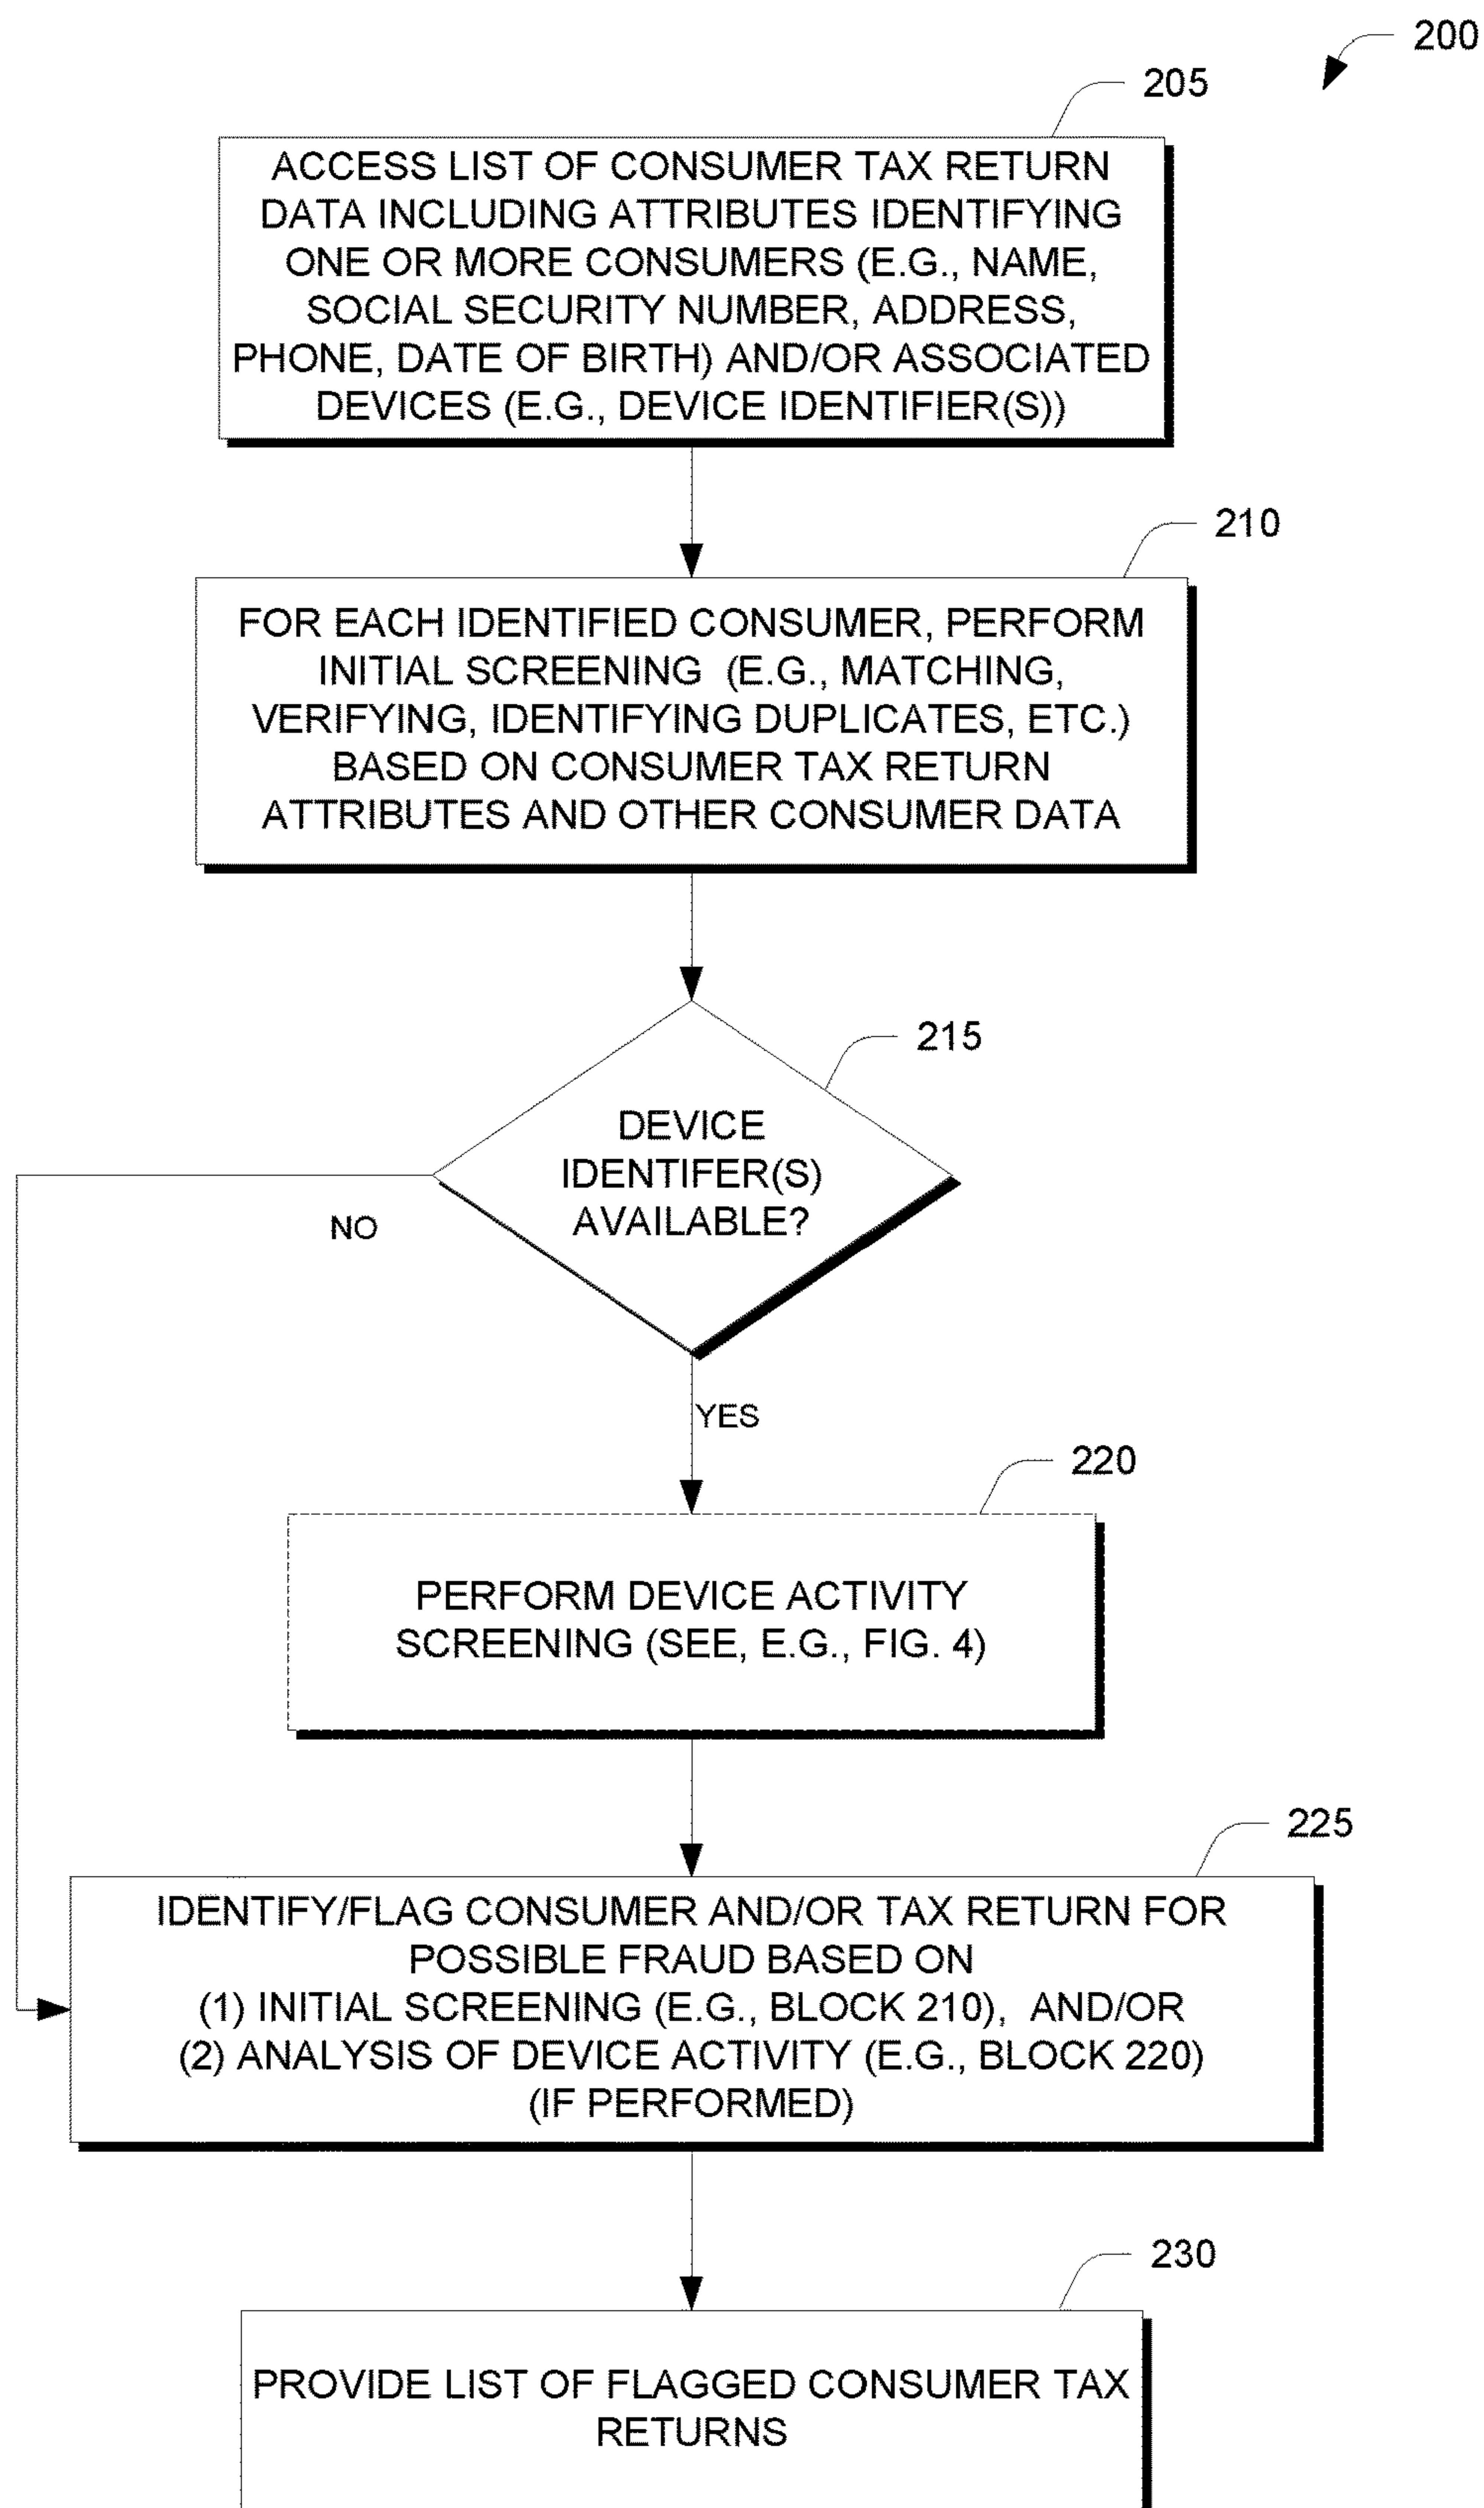 200
205
ACCESS LIST OF CONSUMER TAX RETURN
DATA INCLUDING ATTRIBUTES IDENTIFYING
ONE OR MORE CONSUMERS (E.G., NAME,
SOCIAL SECURITY NUMBER, ADDRESS,
PHONE, DATE OF BIRTH) AND/OR ASSOCIATED
DEVICES (E.G., DEVICE IDENTIFIER(S))
210
FOR EACH IDENTIFIED CONSUMER, PERFORM
INITIAL SCREENING (E.G., MATCHING,
VERIFYING, IDENTIFYING DUPLICATES, ETC.)
BASED ON CONSUMER TAX RETURN
ATTRIBUTES AND OTHER CONSUMER DATA
215
DEVICE
IDENTIFER(S)
AVAILABLE?
NO
YES
220
PERFORM DEVICE ACTIVITY
SCREENING (SEE, E.G., FIG. 4)
225
IDENTIFY/FLAG CONSUMER AND/OR TAX RETURN FOR
POSSIBLE FRAUD BASED ON
(1) INITIAL SCREENING (E.G., BLOCK 210), AND/OR
(2) ANALYSIS OF DEVICE ACTIVITY (E.G., BLOCK 220)
(IF PERFORMED)
230
PROVIDE LIST OF FLAGGED CONSUMER TAX
RETURNS